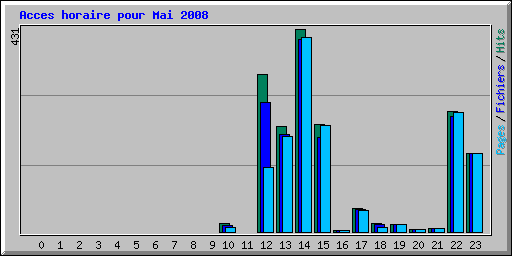 Acces horaire pour Mai 2008
431
Pages / Fichiers / Hits
0 1 2 3 4 5 6 7 8 9 10 11 12 13 14 15 16 17 18 19 20 21 22 23